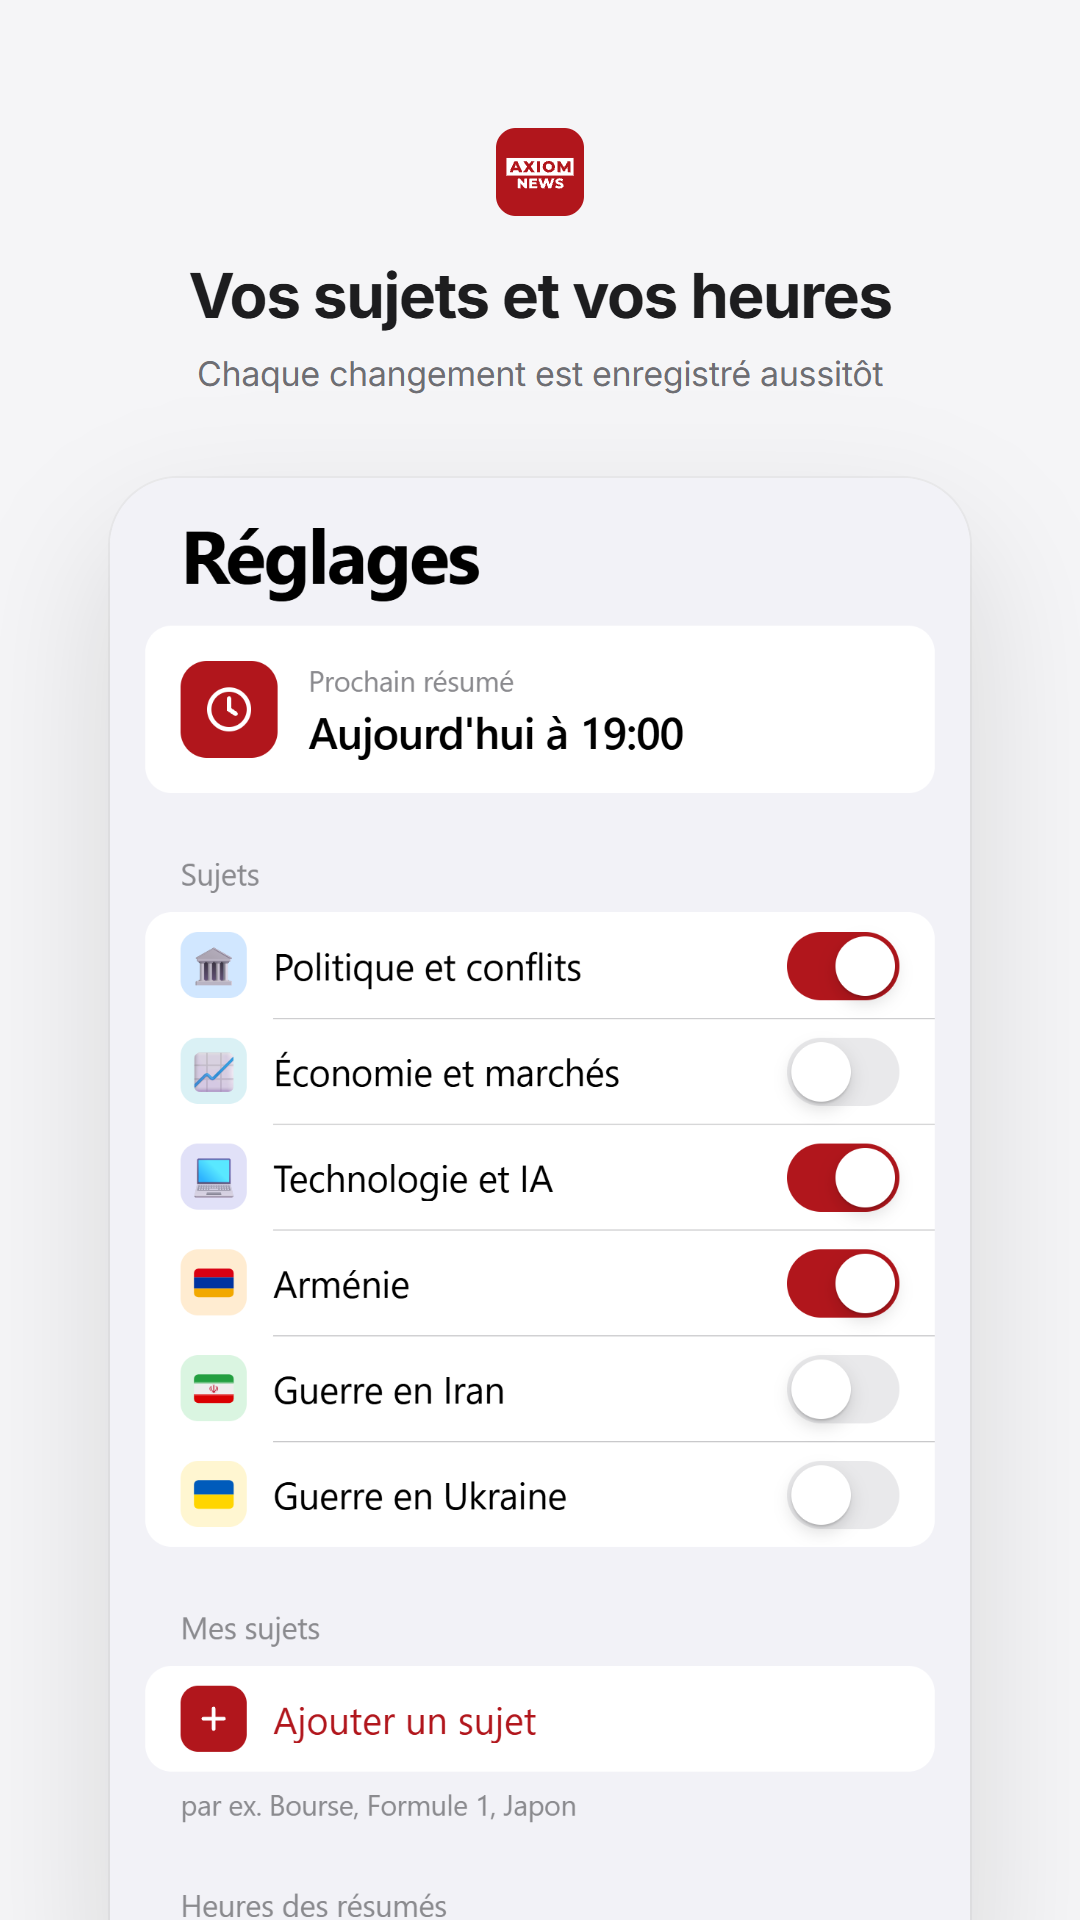 AXIOM
NEWS
Vos sujets et vos heures
Chaque changement est enregistré aussitôt
Réglages
Prochain résumé
Aujourd'hui à 19:00
Sujets
Politique et conflits
Économie et marchés
Technologie et IA
Arménie
Guerre en Iran
Guerre en Ukraine
Mes sujets
Ajouter un sujet
par ex. Bourse, Formule 1, Japon
Heures des résumés